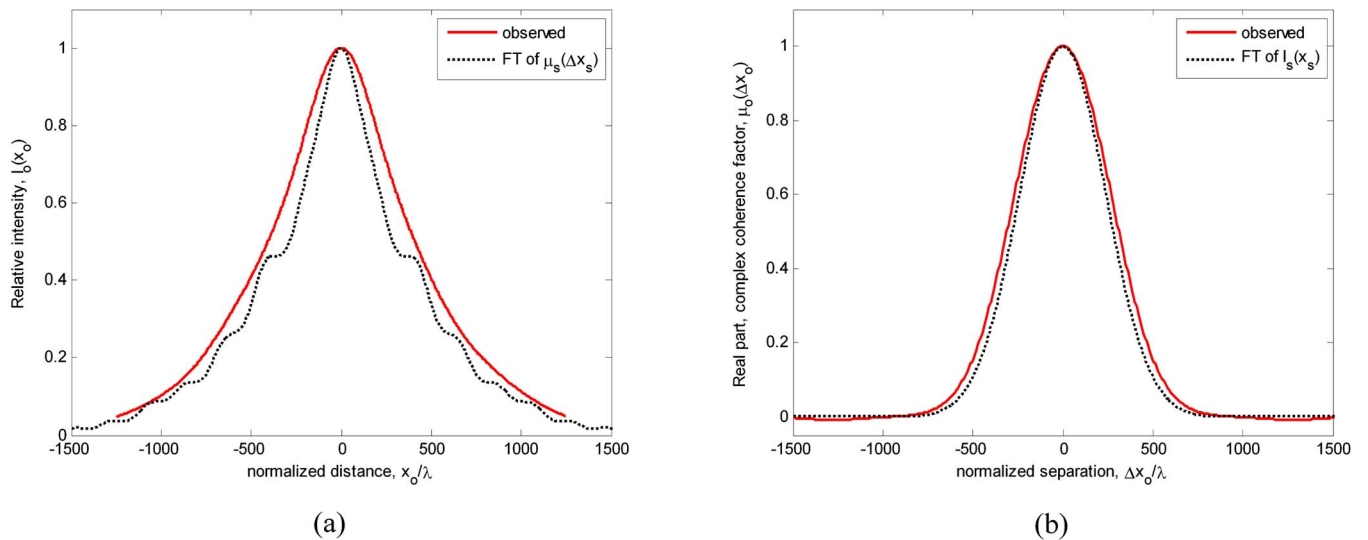 observed
FT of μs(Δxs)
Relative intensity, Io(xo)
1
0.8
0.6
0.4
0.2
0
-1500
-1000
-500
0
500
1000
1500
normalized distance, xo/λ
(a)
observed
FT of Is(xs)
Real part, complex coherence factor, μo(Δxo)
1
0.8
0.6
0.4
0.2
0
-1500
-1000
-500
0
500
1000
1500
normalized separation, Δxo/λ
(b)